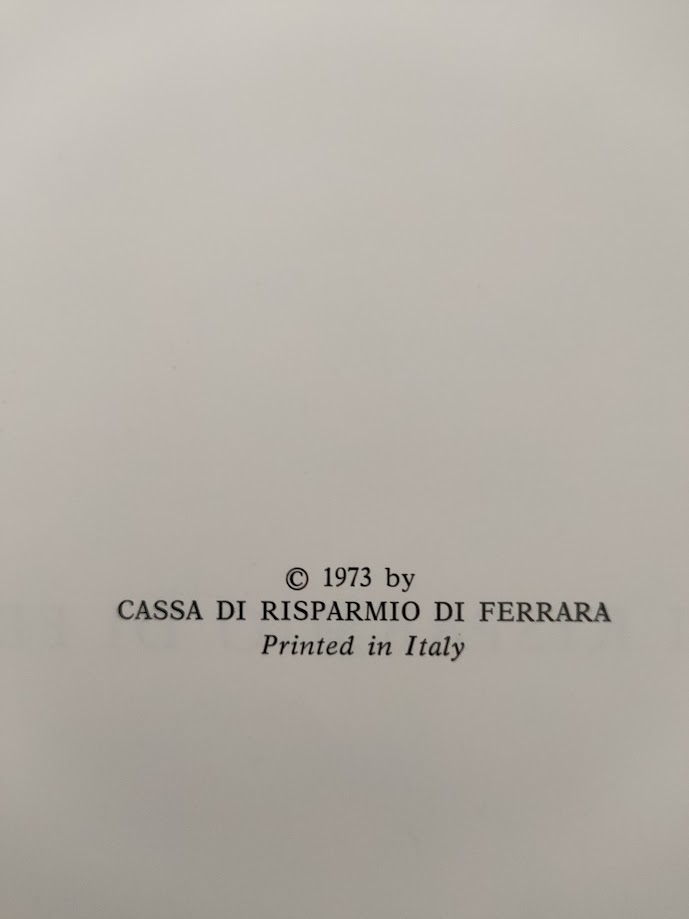 © 1973 by
CASSA DI RISPARMIO DI FERRARA
Printed in Italy